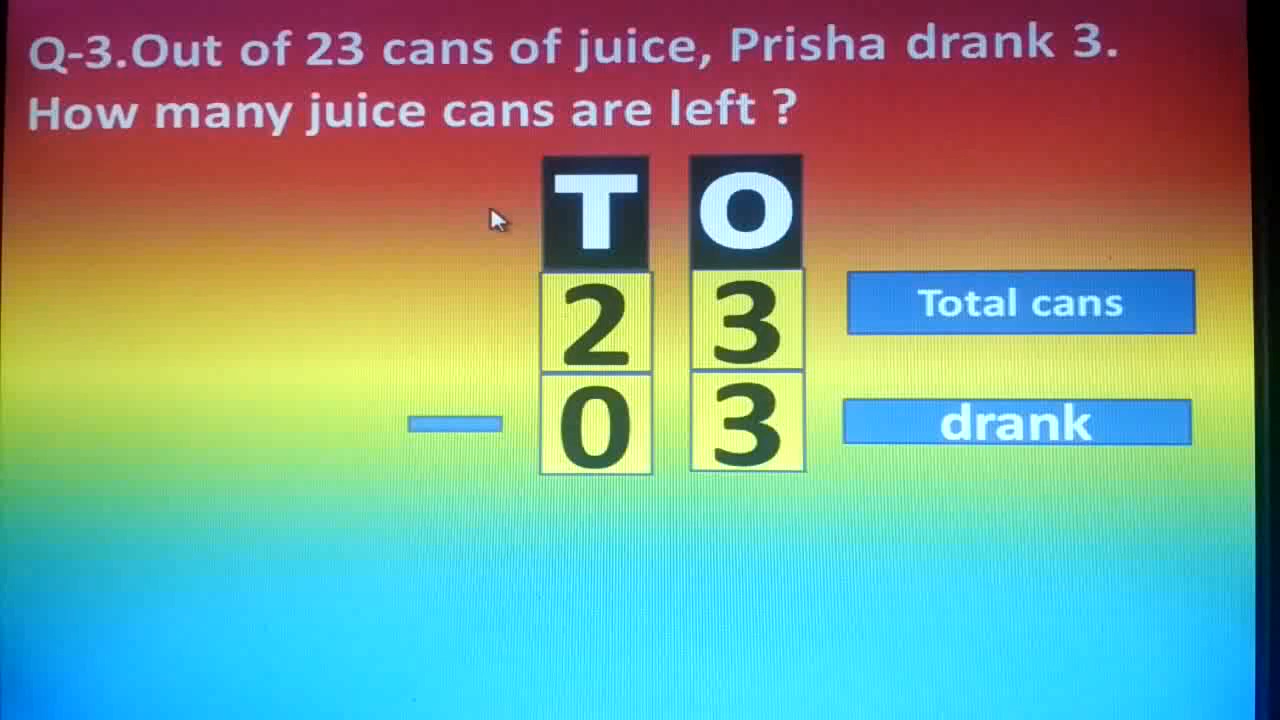 Q-3.Out of 23 cans of juice, Prisha drank 3.
How many juice cans are left ?
T O
2 3 Total cans
0 3 drank